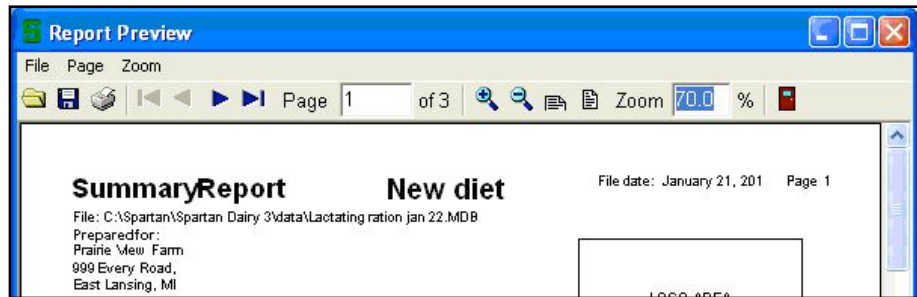 Report Preview
File Page Zoom
Page 1 of 3 Zoom 70.0 %
SummaryReport New diet File date: January 21, 201 Page 1
File: C:\Spartan\Spartan Dairy 3\data\Lactating ration jan 22.MDB
Preparedfor:
Prairie View Farm
999 Every Road,
East Lansing, MI
LOGO AREA